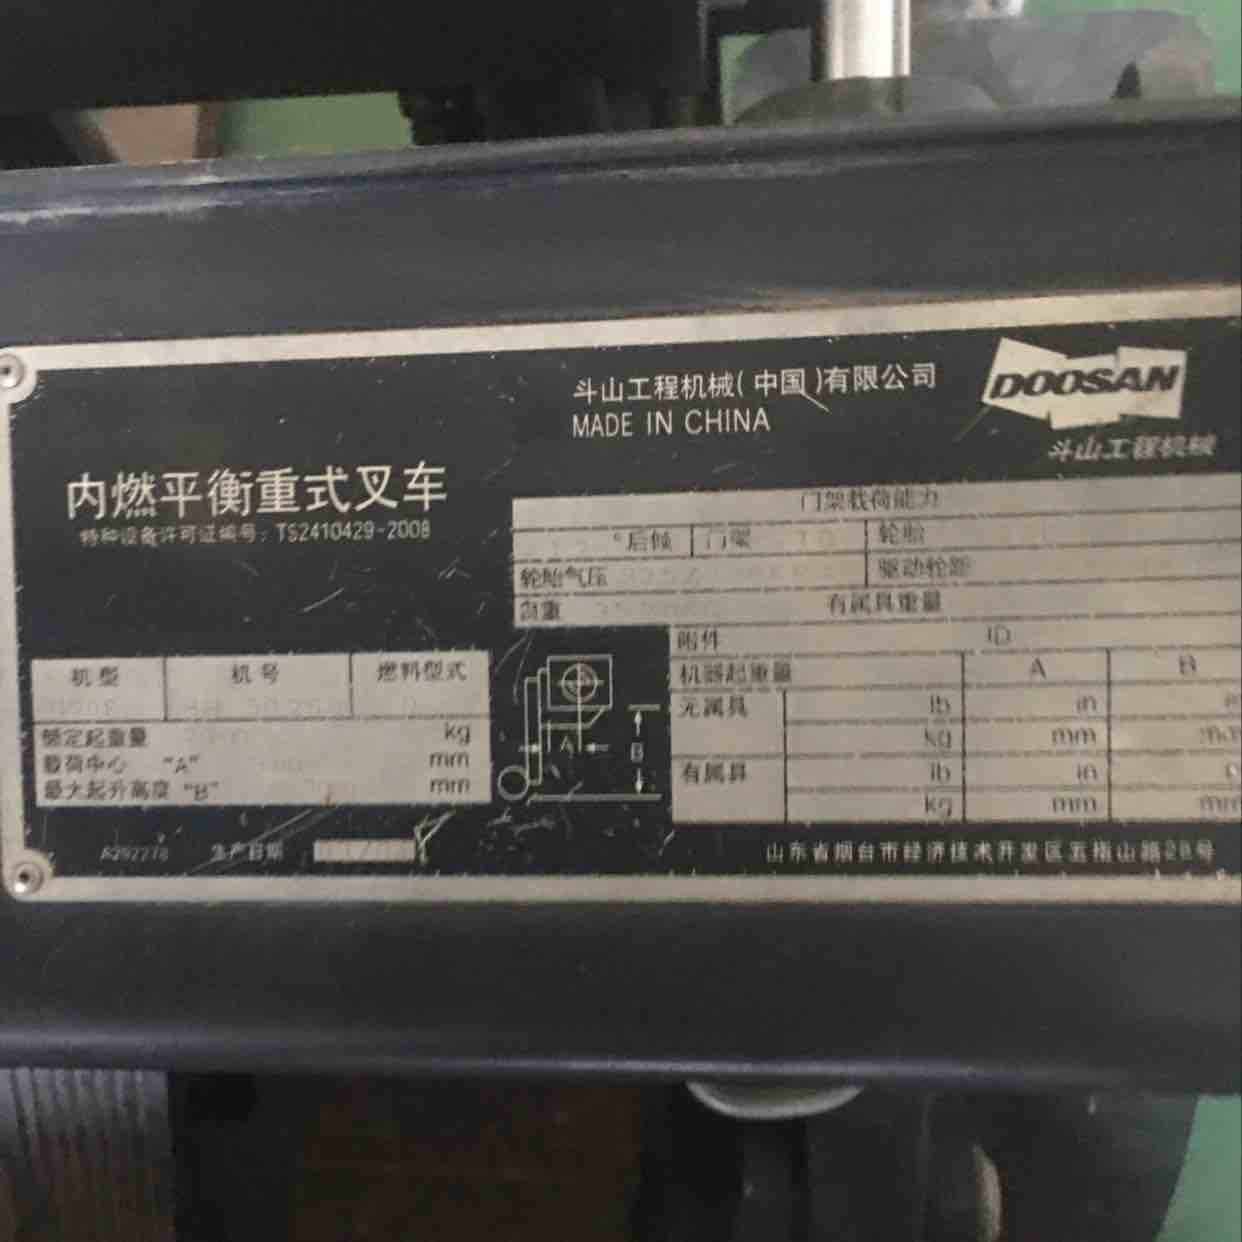 斗山工程机械(中国)有限公司
MADE IN CHINA
DOOSAN
斗山工程机械
内燃平衡重式叉车
特种设备许可证编号:TS2410429-2008
门架载荷能力
°后倾 门架 轮胎
轮胎气压 驱动轮距
自重 有属具重量
附件 ID
机型 机号 燃料型式
机器起重量 A B
无属具 lb in in
kg mm mm
额定起重量 kg
载荷中心 "A" mm
最大起升高度 "B" mm
有属具 lb in
kg mm mm
A B
A292278 生产日期
山东省烟台市经济技术开发区五指山路28号